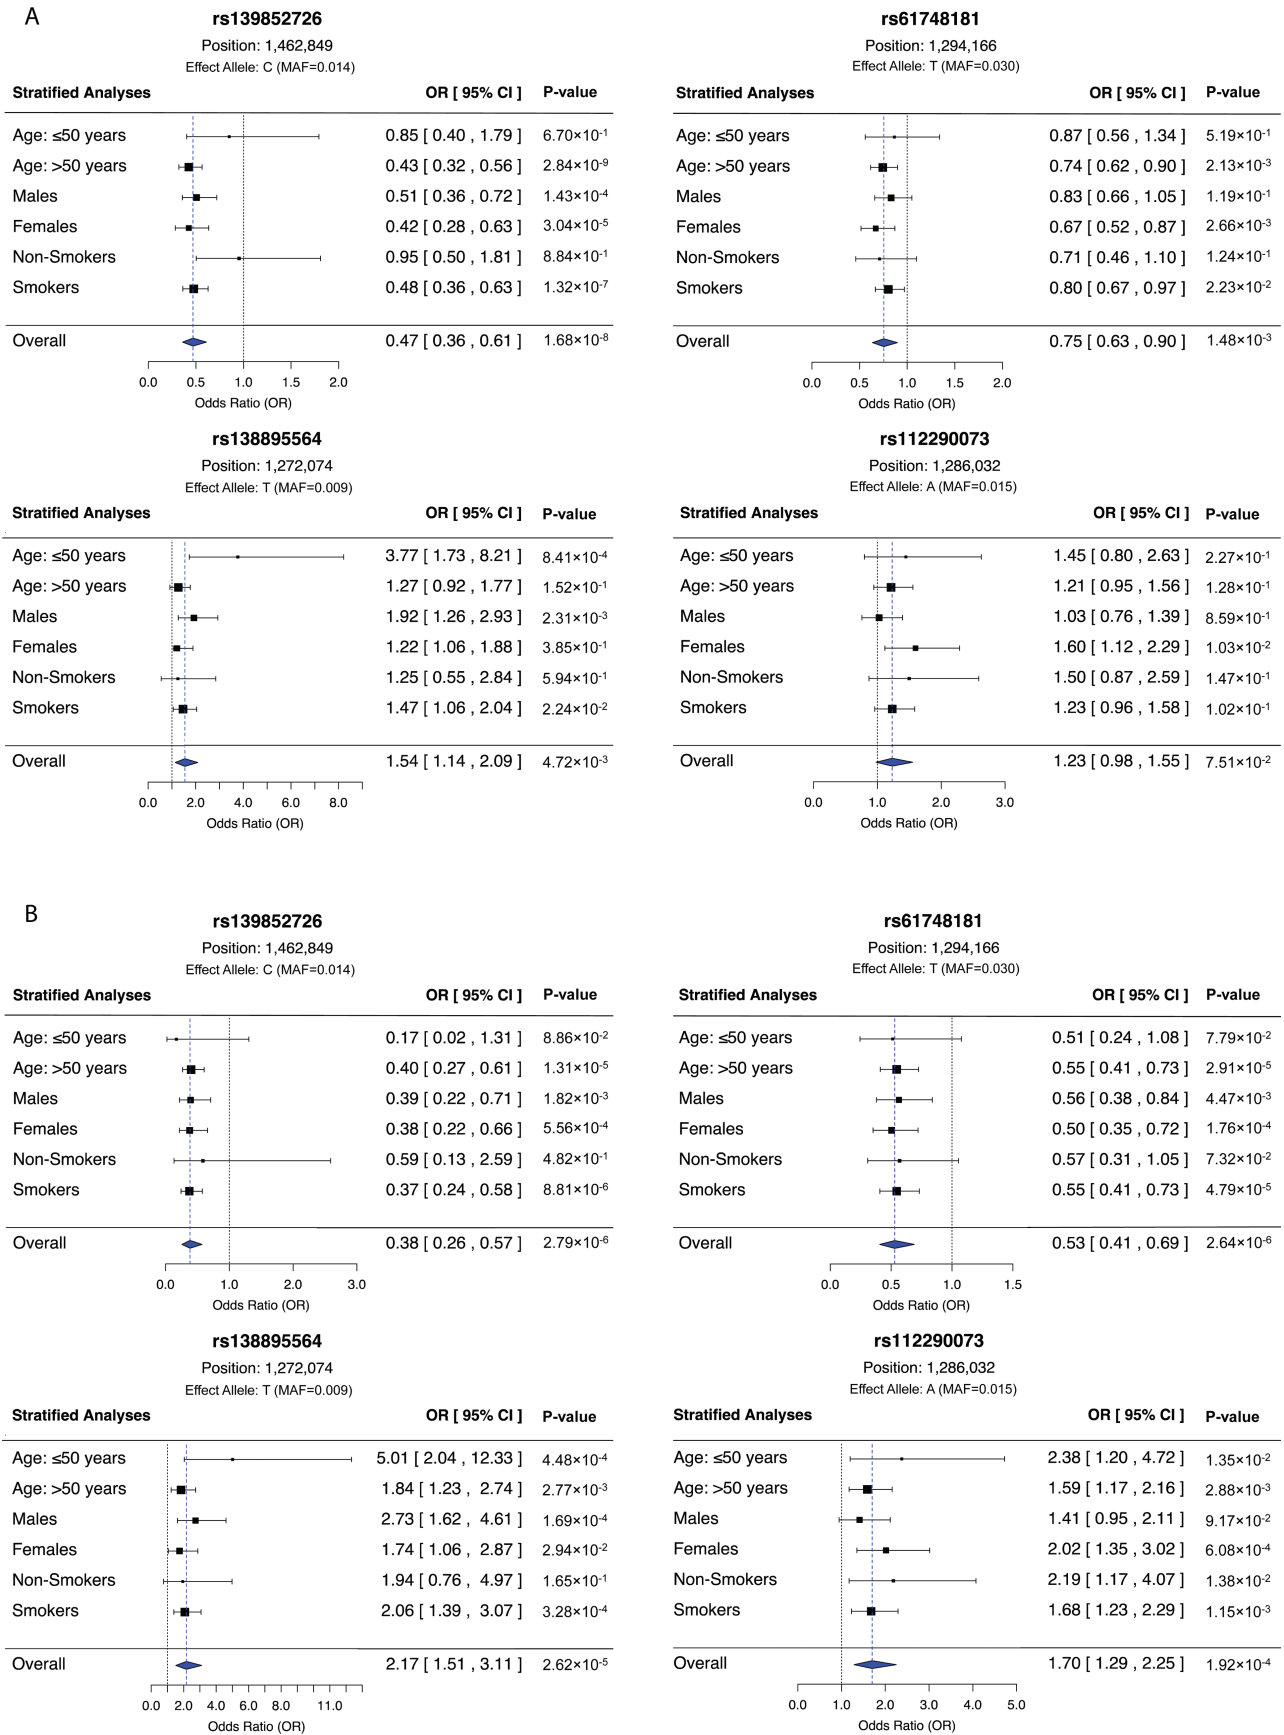 A
rs139852726
Position: 1,462,849
Effect Allele: C (MAF=0.014)
Stratified Analyses OR [ 95% CI ] P-value
Age: ≤50 years 0.85 [ 0.40 , 1.79 ] 6.70×10-1
Age: >50 years 0.43 [ 0.32 , 0.56 ] 2.84×10-9
Males 0.51 [ 0.36 , 0.72 ] 1.43×10-4
Females 0.42 [ 0.28 , 0.63 ] 3.04×10-5
Non-Smokers 0.95 [ 0.50 , 1.81 ] 8.84×10-1
Smokers 0.48 [ 0.36 , 0.63 ] 1.32×10-7
Overall 0.47 [ 0.36 , 0.61 ] 1.68×10-8
0.0 0.5 1.0 1.5 2.0
Odds Ratio (OR)
rs61748181
Position: 1,294,166
Effect Allele: T (MAF=0.030)
Stratified Analyses OR [ 95% CI ] P-value
Age: ≤50 years 0.87 [ 0.56 , 1.34 ] 5.19×10-1
Age: >50 years 0.74 [ 0.62 , 0.90 ] 2.13×10-3
Males 0.83 [ 0.66 , 1.05 ] 1.19×10-1
Females 0.67 [ 0.52 , 0.87 ] 2.66×10-3
Non-Smokers 0.71 [ 0.46 , 1.10 ] 1.24×10-1
Smokers 0.80 [ 0.67 , 0.97 ] 2.23×10-2
Overall 0.75 [ 0.63 , 0.90 ] 1.48×10-3
0.0 0.5 1.0 1.5 2.0
Odds Ratio (OR)
rs138895564
Position: 1,272,074
Effect Allele: T (MAF=0.009)
Stratified Analyses OR [ 95% CI ] P-value
Age: ≤50 years 3.77 [ 1.73 , 8.21 ] 8.41×10-4
Age: >50 years 1.27 [ 0.92 , 1.77 ] 1.52×10-1
Males 1.92 [ 1.26 , 2.93 ] 2.31×10-3
Females 1.22 [ 1.06 , 1.88 ] 3.85×10-1
Non-Smokers 1.25 [ 0.55 , 2.84 ] 5.94×10-1
Smokers 1.47 [ 1.06 , 2.04 ] 2.24×10-2
Overall 1.54 [ 1.14 , 2.09 ] 4.72×10-3
0.0 2.0 4.0 6.0 8.0
Odds Ratio (OR)
rs112290073
Position: 1,286,032
Effect Allele: A (MAF=0.015)
Stratified Analyses OR [ 95% CI ] P-value
Age: ≤50 years 1.45 [ 0.80 , 2.63 ] 2.27×10-1
Age: >50 years 1.21 [ 0.95 , 1.56 ] 1.28×10-1
Males 1.03 [ 0.76 , 1.39 ] 8.59×10-1
Females 1.60 [ 1.12 , 2.29 ] 1.03×10-2
Non-Smokers 1.50 [ 0.87 , 2.59 ] 1.47×10-1
Smokers 1.23 [ 0.96 , 1.58 ] 1.02×10-1
Overall 1.23 [ 0.98 , 1.55 ] 7.51×10-2
0.0 1.0 2.0 3.0
Odds Ratio (OR)
B
rs139852726
Position: 1,462,849
Effect Allele: C (MAF=0.014)
Stratified Analyses OR [ 95% CI ] P-value
Age: ≤50 years 0.17 [ 0.02 , 1.31 ] 8.86×10-2
Age: >50 years 0.40 [ 0.27 , 0.61 ] 1.31×10-5
Males 0.39 [ 0.22 , 0.71 ] 1.82×10-3
Females 0.38 [ 0.22 , 0.66 ] 5.56×10-4
Non-Smokers 0.59 [ 0.13 , 2.59 ] 4.82×10-1
Smokers 0.37 [ 0.24 , 0.58 ] 8.81×10-6
Overall 0.38 [ 0.26 , 0.57 ] 2.79×10-6
0.0 1.0 2.0 3.0
Odds Ratio (OR)
rs61748181
Position: 1,294,166
Effect Allele: T (MAF=0.030)
Stratified Analyses OR [ 95% CI ] P-value
Age: ≤50 years 0.51 [ 0.24 , 1.08 ] 7.79×10-2
Age: >50 years 0.55 [ 0.41 , 0.73 ] 2.91×10-5
Males 0.56 [ 0.38 , 0.84 ] 4.47×10-3
Females 0.50 [ 0.35 , 0.72 ] 1.76×10-4
Non-Smokers 0.57 [ 0.31 , 1.05 ] 7.32×10-2
Smokers 0.55 [ 0.41 , 0.73 ] 4.79×10-5
Overall 0.53 [ 0.41 , 0.69 ] 2.64×10-6
0.0 0.5 1.0 1.5
Odds Ratio (OR)
rs138895564
Position: 1,272,074
Effect Allele: T (MAF=0.009)
Stratified Analyses OR [ 95% CI ] P-value
Age: ≤50 years 5.01 [ 2.04 , 12.33 ] 4.48×10-4
Age: >50 years 1.84 [ 1.23 , 2.74 ] 2.77×10-3
Males 2.73 [ 1.62 , 4.61 ] 1.69×10-4
Females 1.74 [ 1.06 , 2.87 ] 2.94×10-2
Non-Smokers 1.94 [ 0.76 , 4.97 ] 1.65×10-1
Smokers 2.06 [ 1.39 , 3.07 ] 3.28×10-4
Overall 2.17 [ 1.51 , 3.11 ] 2.62×10-5
0.0 2.0 4.0 6.0 8.0 11.0
Odds Ratio (OR)
rs112290073
Position: 1,286,032
Effect Allele: A (MAF=0.015)
Stratified Analyses OR [ 95% CI ] P-value
Age: ≤50 years 2.38 [ 1.20 , 4.72 ] 1.35×10-2
Age: >50 years 1.59 [ 1.17 , 2.16 ] 2.88×10-3
Males 1.41 [ 0.95 , 2.11 ] 9.17×10-2
Females 2.02 [ 1.35 , 3.02 ] 6.08×10-4
Non-Smokers 2.19 [ 1.17 , 4.07 ] 1.38×10-2
Smokers 1.68 [ 1.23 , 2.29 ] 1.15×10-3
Overall 1.70 [ 1.29 , 2.25 ] 1.92×10-4
0.0 1.0 2.0 3.0 4.0 5.0
Odds Ratio (OR)